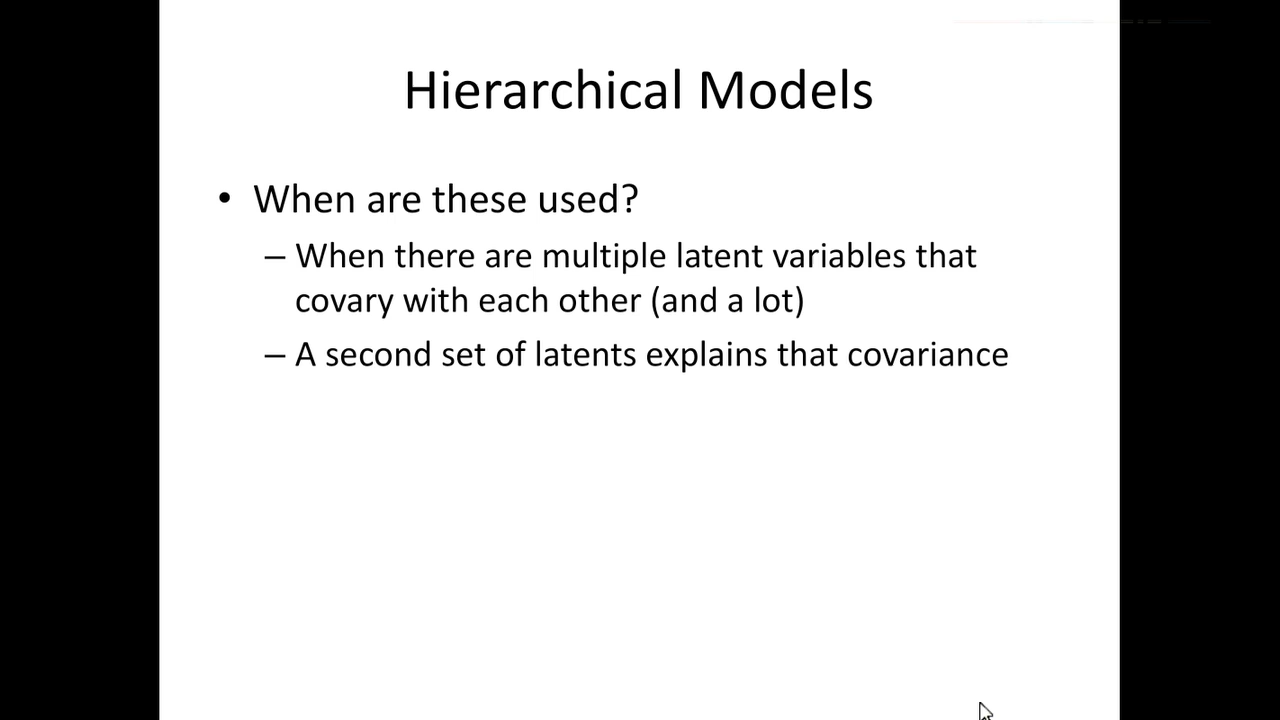 Hierarchical Models
• When are these used?
– When there are multiple latent variables that
covary with each other (and a lot)
– A second set of latents explains that covariance